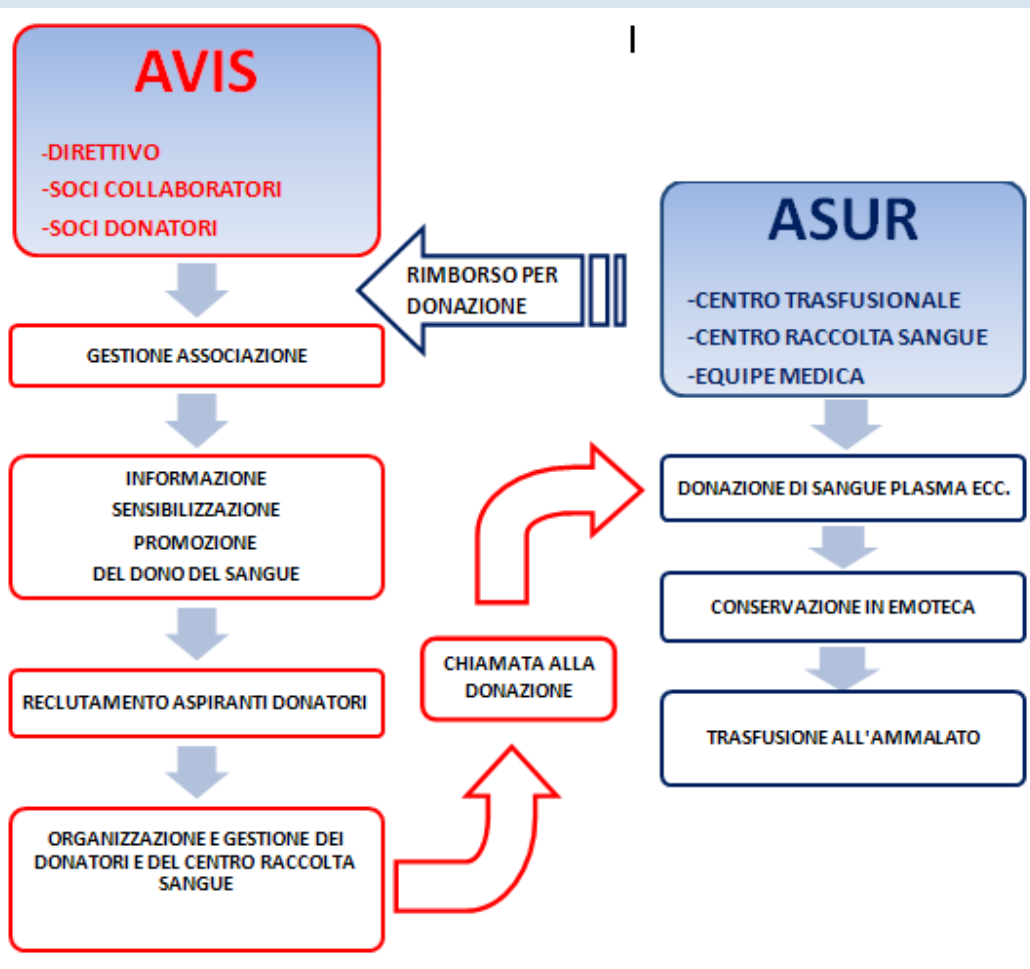 AVIS
-DIRETTIVO
-SOCI COLLABORATORI
-SOCI DONATORI
GESTIONE ASSOCIAZIONE
INFORMAZIONE
SENSIBILIZZAZIONE
PROMOZIONE
DEL DONO DEL SANGUE
RECLUTAMENTO ASPIRANTI DONATORI
ORGANIZZAZIONE E GESTIONE DEI
DONATORI E DEL CENTRO RACCOLTA
SANGUE
CHIAMATA ALLA
DONAZIONE
RIMBORSO PER
DONAZIONE
ASUR
-CENTRO TRASFUSIONALE
-CENTRO RACCOLTA SANGUE
-EQUIPE MEDICA
DONAZIONE DI SANGUE PLASMA ECC.
CONSERVAZIONE IN EMOTECA
TRASFUSIONE ALL'AMMALATO